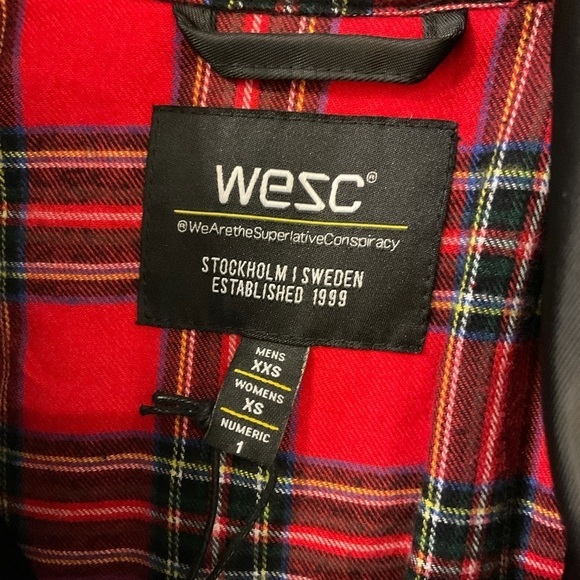 wesc®
@WeAretheSuperlativeConspiracy
STOCKHOLM | SWEDEN
ESTABLISHED 1999
MENS
XXS
WOMENS
XS
NUMERIC
1